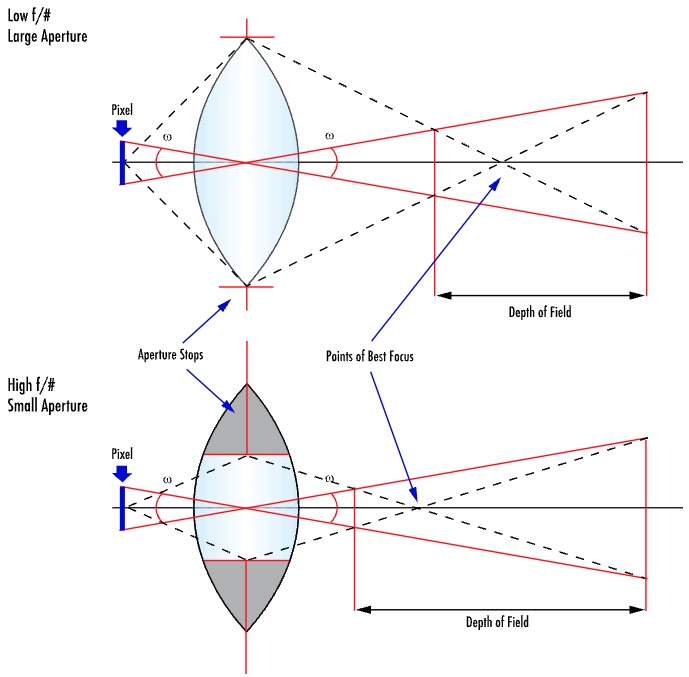 Low f/#
Large Aperture
Pixel
ω
ω
Depth of Field
Aperture Stops
Points of Best Focus
High f/#
Small Aperture
Pixel
ω
ω
Depth of Field